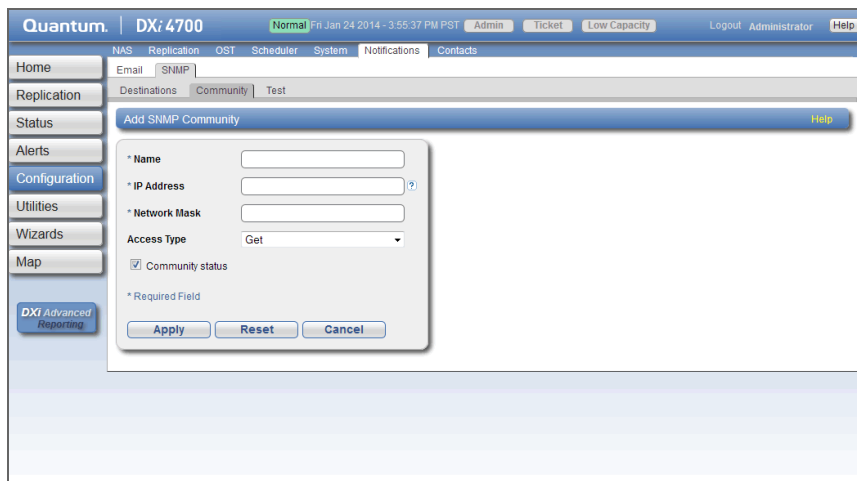 Quantum. DXi 4700 Normal Fri Jan 24 2014 - 3:55:37 PM PST Admin Ticket Low Capacity Logout Administrator Help
NAS Replication OST Scheduler System Notifications Contacts
Home
Email SNMP
Replication
Destinations Community Test
Status
Add SNMP Community Help
Alerts
Configuration
Utilities
Wizards
Map
DXi Advanced
Reporting
* Name
* IP Address ?
* Network Mask
Access Type Get
Community status
* Required Field
Apply Reset Cancel